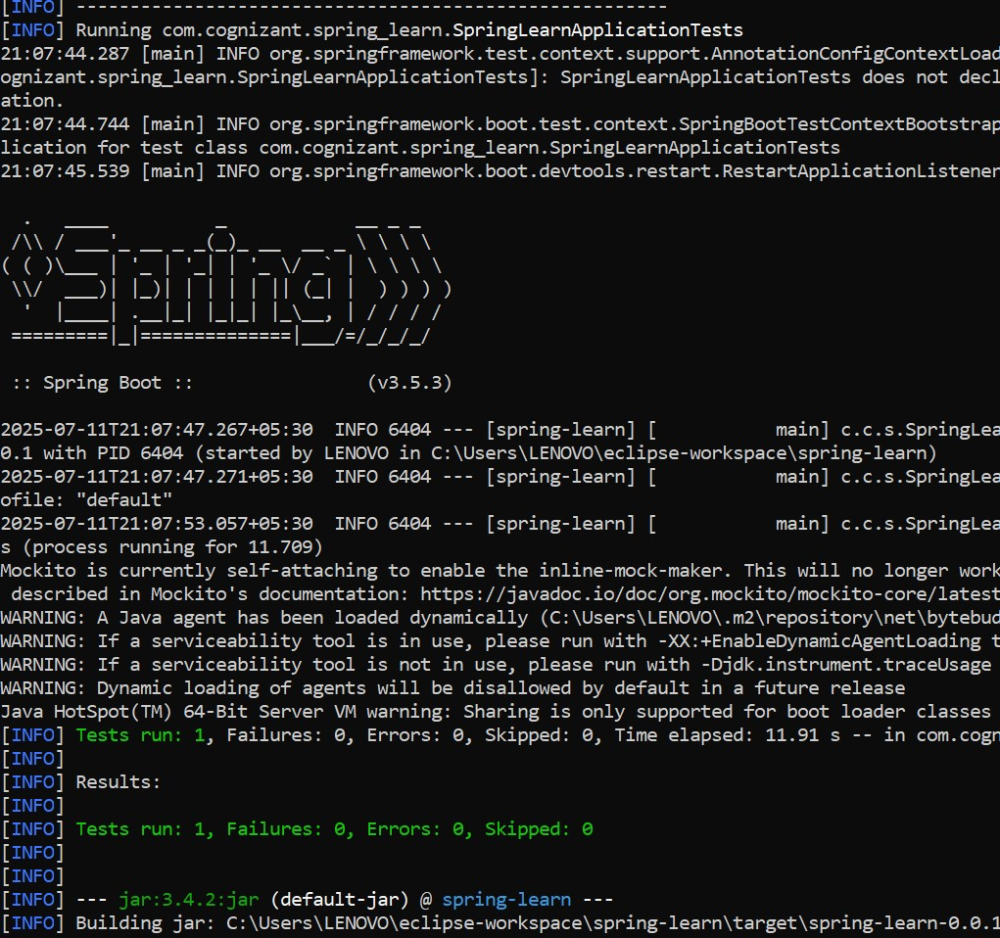 [INFO] -------------------------------------------------------
[INFO] Running com.cognizant.spring_learn.SpringLearnApplicationTests
21:07:44.287 [main] INFO org.springframework.test.context.support.AnnotationConfigContextLoad
ognizant.spring_learn.SpringLearnApplicationTests]: SpringLearnApplicationTests does not decl
ation.
21:07:44.744 [main] INFO org.springframework.boot.test.context.SpringBootTestContextBootstrap
lication for test class com.cognizant.spring_learn.SpringLearnApplicationTests
21:07:45.539 [main] INFO org.springframework.boot.devtools.restart.RestartApplicationListener

  .   ____          _            __ _ _
 /\\ / ___'_ __ _ _(_)_ __  __ _ \ \ \ \
( ( )\___ | '_ | '_| | '_ \/ _` | \ \ \ \
 \\/  ___)| |_)| | | | | || (_| |  ) ) ) )
  '  |____| .__|_| |_|_| |_\__, | / / / /
 =========|_|==============|___/=/_/_/_/

 :: Spring Boot ::                (v3.5.3)

2025-07-11T21:07:47.267+05:30  INFO 6404 --- [spring-learn] [           main] c.c.s.SpringLea
0.1 with PID 6404 (started by LENOVO in C:\Users\LENOVO\eclipse-workspace\spring-learn)
2025-07-11T21:07:47.271+05:30  INFO 6404 --- [spring-learn] [           main] c.c.s.SpringLea
ofile: "default"
2025-07-11T21:07:53.057+05:30  INFO 6404 --- [spring-learn] [           main] c.c.s.SpringLea
s (process running for 11.709)
Mockito is currently self-attaching to enable the inline-mock-maker. This will no longer work
 described in Mockito's documentation: https://javadoc.io/doc/org.mockito/mockito-core/latest
WARNING: A Java agent has been loaded dynamically (C:\Users\LENOVO\.m2\repository\net\bytebud
WARNING: If a serviceability tool is in use, please run with -XX:+EnableDynamicAgentLoading t
WARNING: If a serviceability tool is not in use, please run with -Djdk.instrument.traceUsage
WARNING: Dynamic loading of agents will be disallowed by default in a future release
Java HotSpot(TM) 64-Bit Server VM warning: Sharing is only supported for boot loader classes
[INFO] Tests run: 1, Failures: 0, Errors: 0, Skipped: 0, Time elapsed: 11.91 s -- in com.cogn
[INFO]
[INFO] Results:
[INFO]
[INFO] Tests run: 1, Failures: 0, Errors: 0, Skipped: 0
[INFO]
[INFO]
[INFO] --- jar:3.4.2:jar (default-jar) @ spring-learn ---
[INFO] Building jar: C:\Users\LENOVO\eclipse-workspace\spring-learn\target\spring-learn-0.0.1